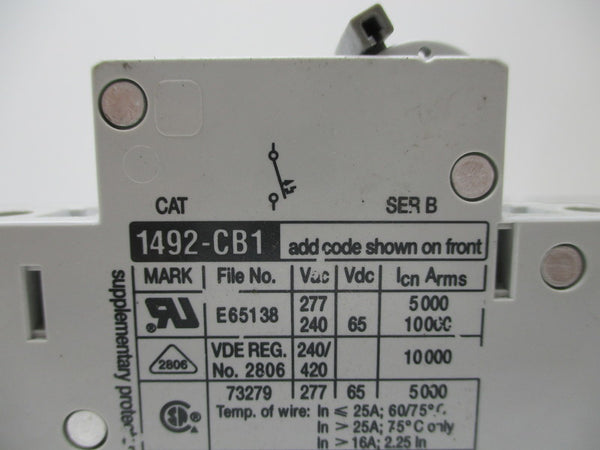 CAT SER B
1492-CB1 add code shown on front
MARK File No. Vac Vdc Icn Arms
E65138 277 5000
240 65 10000
2806 VDE REG. 240/ 10 000
No. 2806 420
73279 277 65 5000
Temp. of wire: In ≤ 25A; 60/75°C,
In > 25A; 75°C only
In > 16A; 2.25 In
supplementary